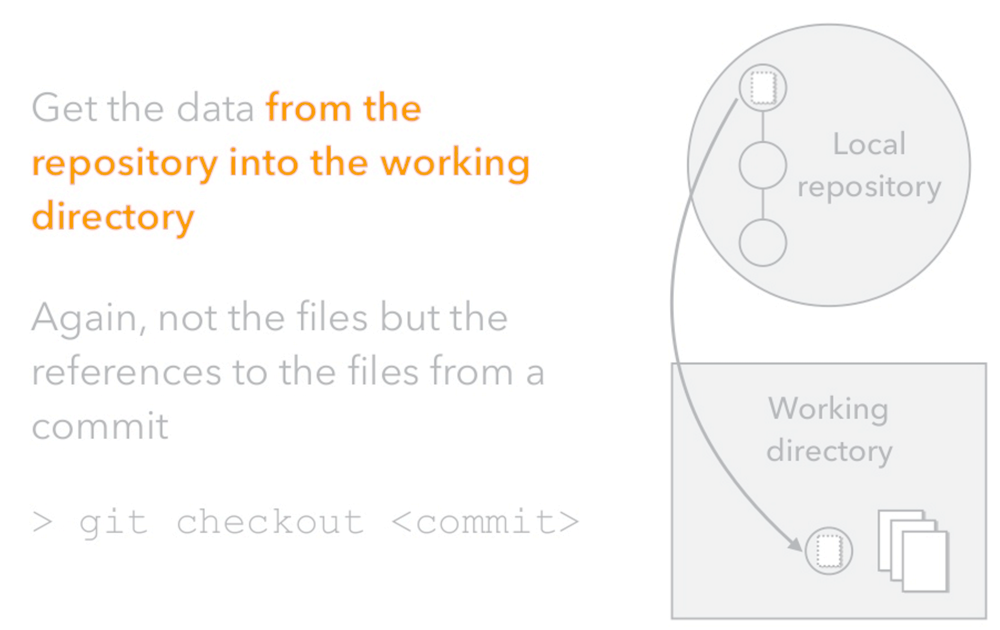 Get the data from the
repository into the working
directory
Again, not the files but the
references to the files from a
commit
> git checkout <commit>
Local
repository
Working
directory